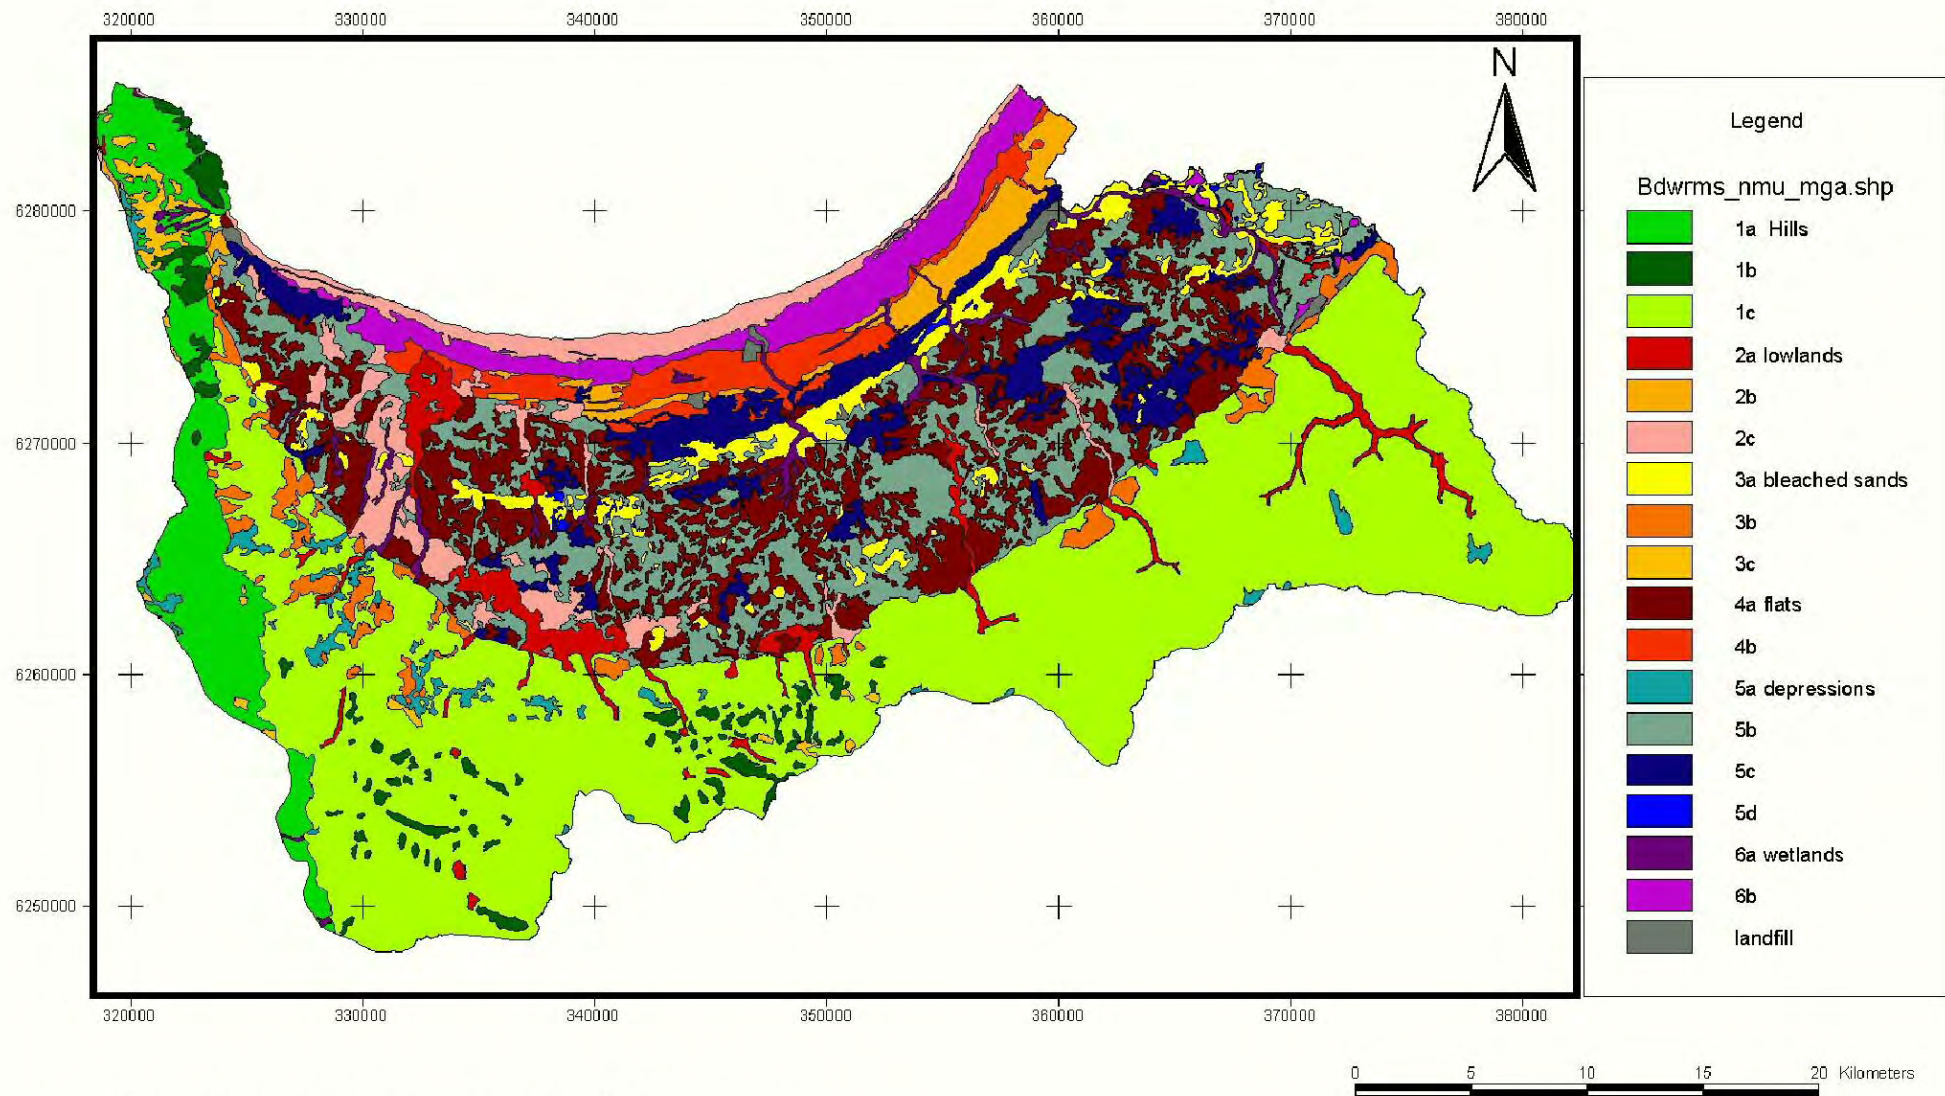 320000 330000 340000 350000 360000 370000 380000
N
Legend
Bdwrms_nmu_mga.shp
1a Hills
1b
1c
2a lowlands
2b
2c
3a bleached sands
3b
3c
4a flats
4b
5a depressions
5b
5c
5d
6a wetlands
6b
landfill
6280000
6270000
6260000
6250000
320000 330000 340000 350000 360000 370000 380000
0 5 10 15 20 Kilometers